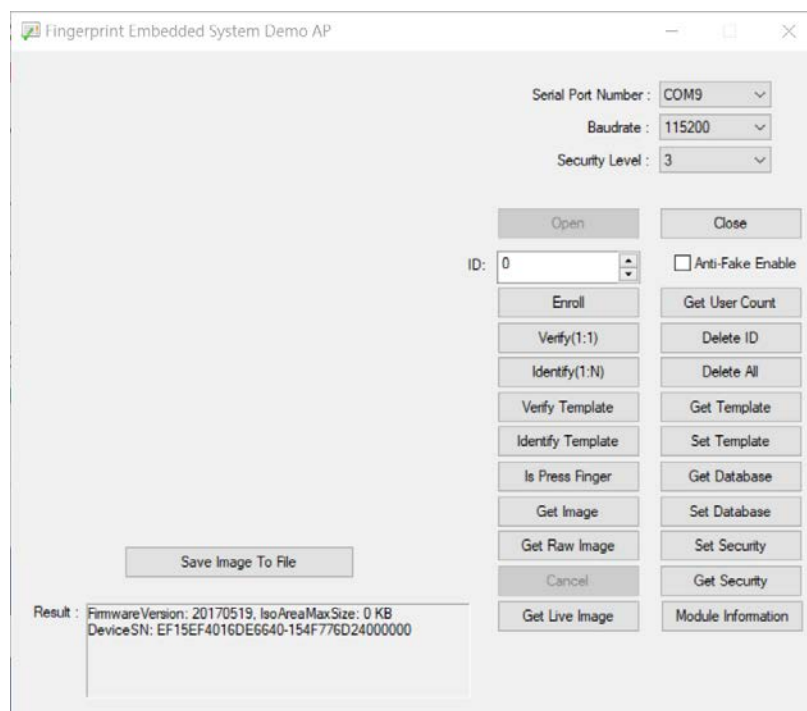 Fingerprint Embedded System Demo AP
Serial Port Number : COM9
Baudrate : 115200
Security Level : 3
Open Close
ID: 0 Anti-Fake Enable
Enroll Get User Count
Verify(1:1) Delete ID
Identify(1:N) Delete All
Verify Template Get Template
Identify Template Set Template
Is Press Finger Get Database
Get Image Set Database
Get Raw Image Set Security
Save Image To File
Cancel Get Security
Get Live Image Module Information
Result : FirmwareVersion: 20170519, IsoAreaMaxSize: 0 KB
DeviceSN: EF15EF4016DE6640-154F776D24000000